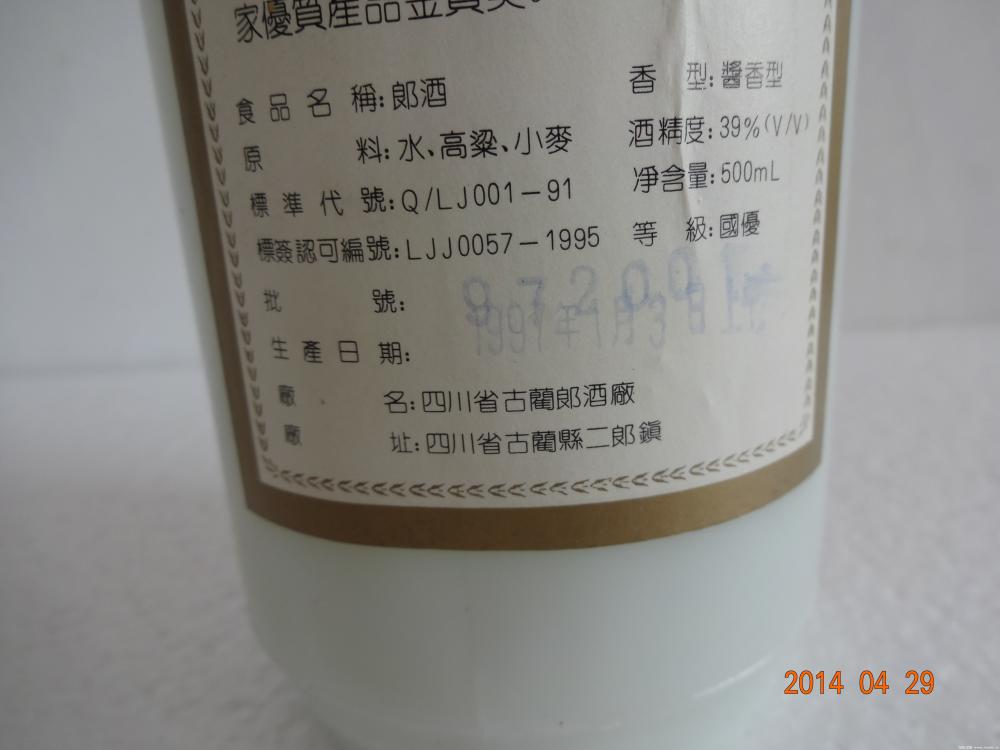 家優質產品金質獎。
食品名稱:郞酒
香型:醬香型
原料:水、高粱、小麥
酒精度:39%(V/V)
標準代號:Q/LJ001-91
净含量:500mL
標簽認可編號:LJJ0057-1995
等級:國優
批號:
生產日期:
1997年1月3日
廠名:四川省古藺郎酒廠
廠址:四川省古藺縣二郎鎮
2014 04 29